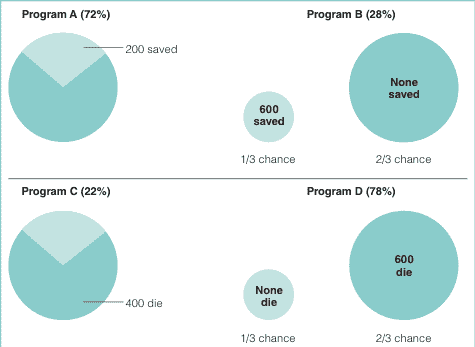 Program A (72%)
Program B (28%)
200 saved
600
saved
None
saved
1/3 chance
2/3 chance
Program C (22%)
Program D (78%)
400 die
None
die
600
die
1/3 chance
2/3 chance